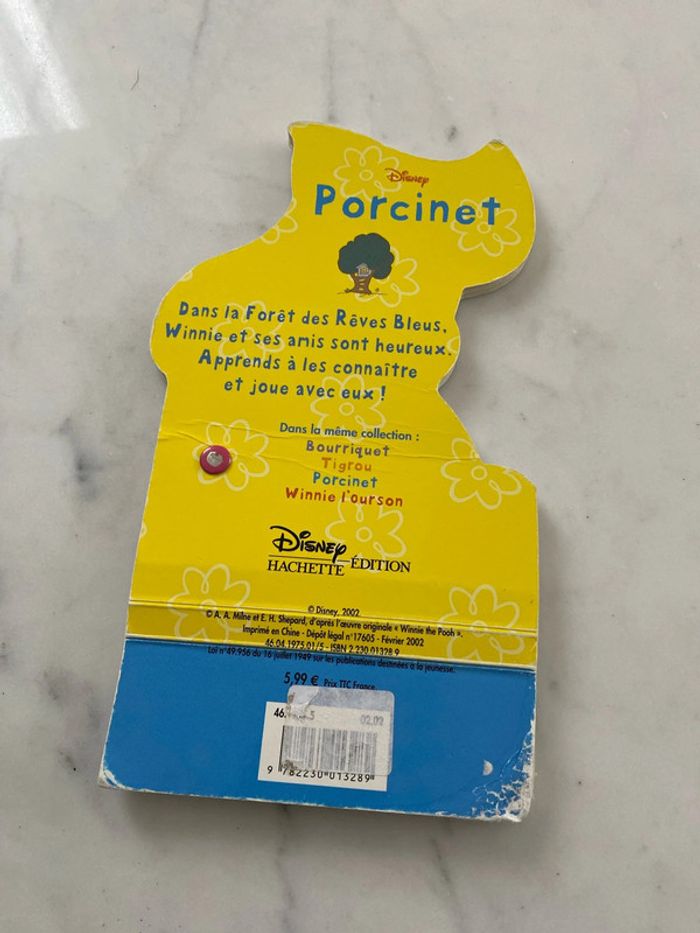 Disney
Porcinet
Dans la Forêt des Rêves Bleus,
Winnie et ses amis sont heureux.
Apprends à les connaître
et joue avec eux !
Dans la même collection :
Bourriquet
Tigrou
Porcinet
Winnie l'ourson
Disney
HACHETTE ÉDITION
© Disney, 2002
© A. A. Milne et E. H. Shepard, d'après l'œuvre originale « Winnie the Pooh ».
Imprimé en Chine - Dépôt légal n°17605 - Février 2002
46.04.1975.01/5 - ISBN 2.230.01328.9
Loi n°49.956 du 16 juillet 1949 sur les publications destinées à la jeunesse.
5,99 € Prix TTC France
46. 5
02.02
9 782230 013289